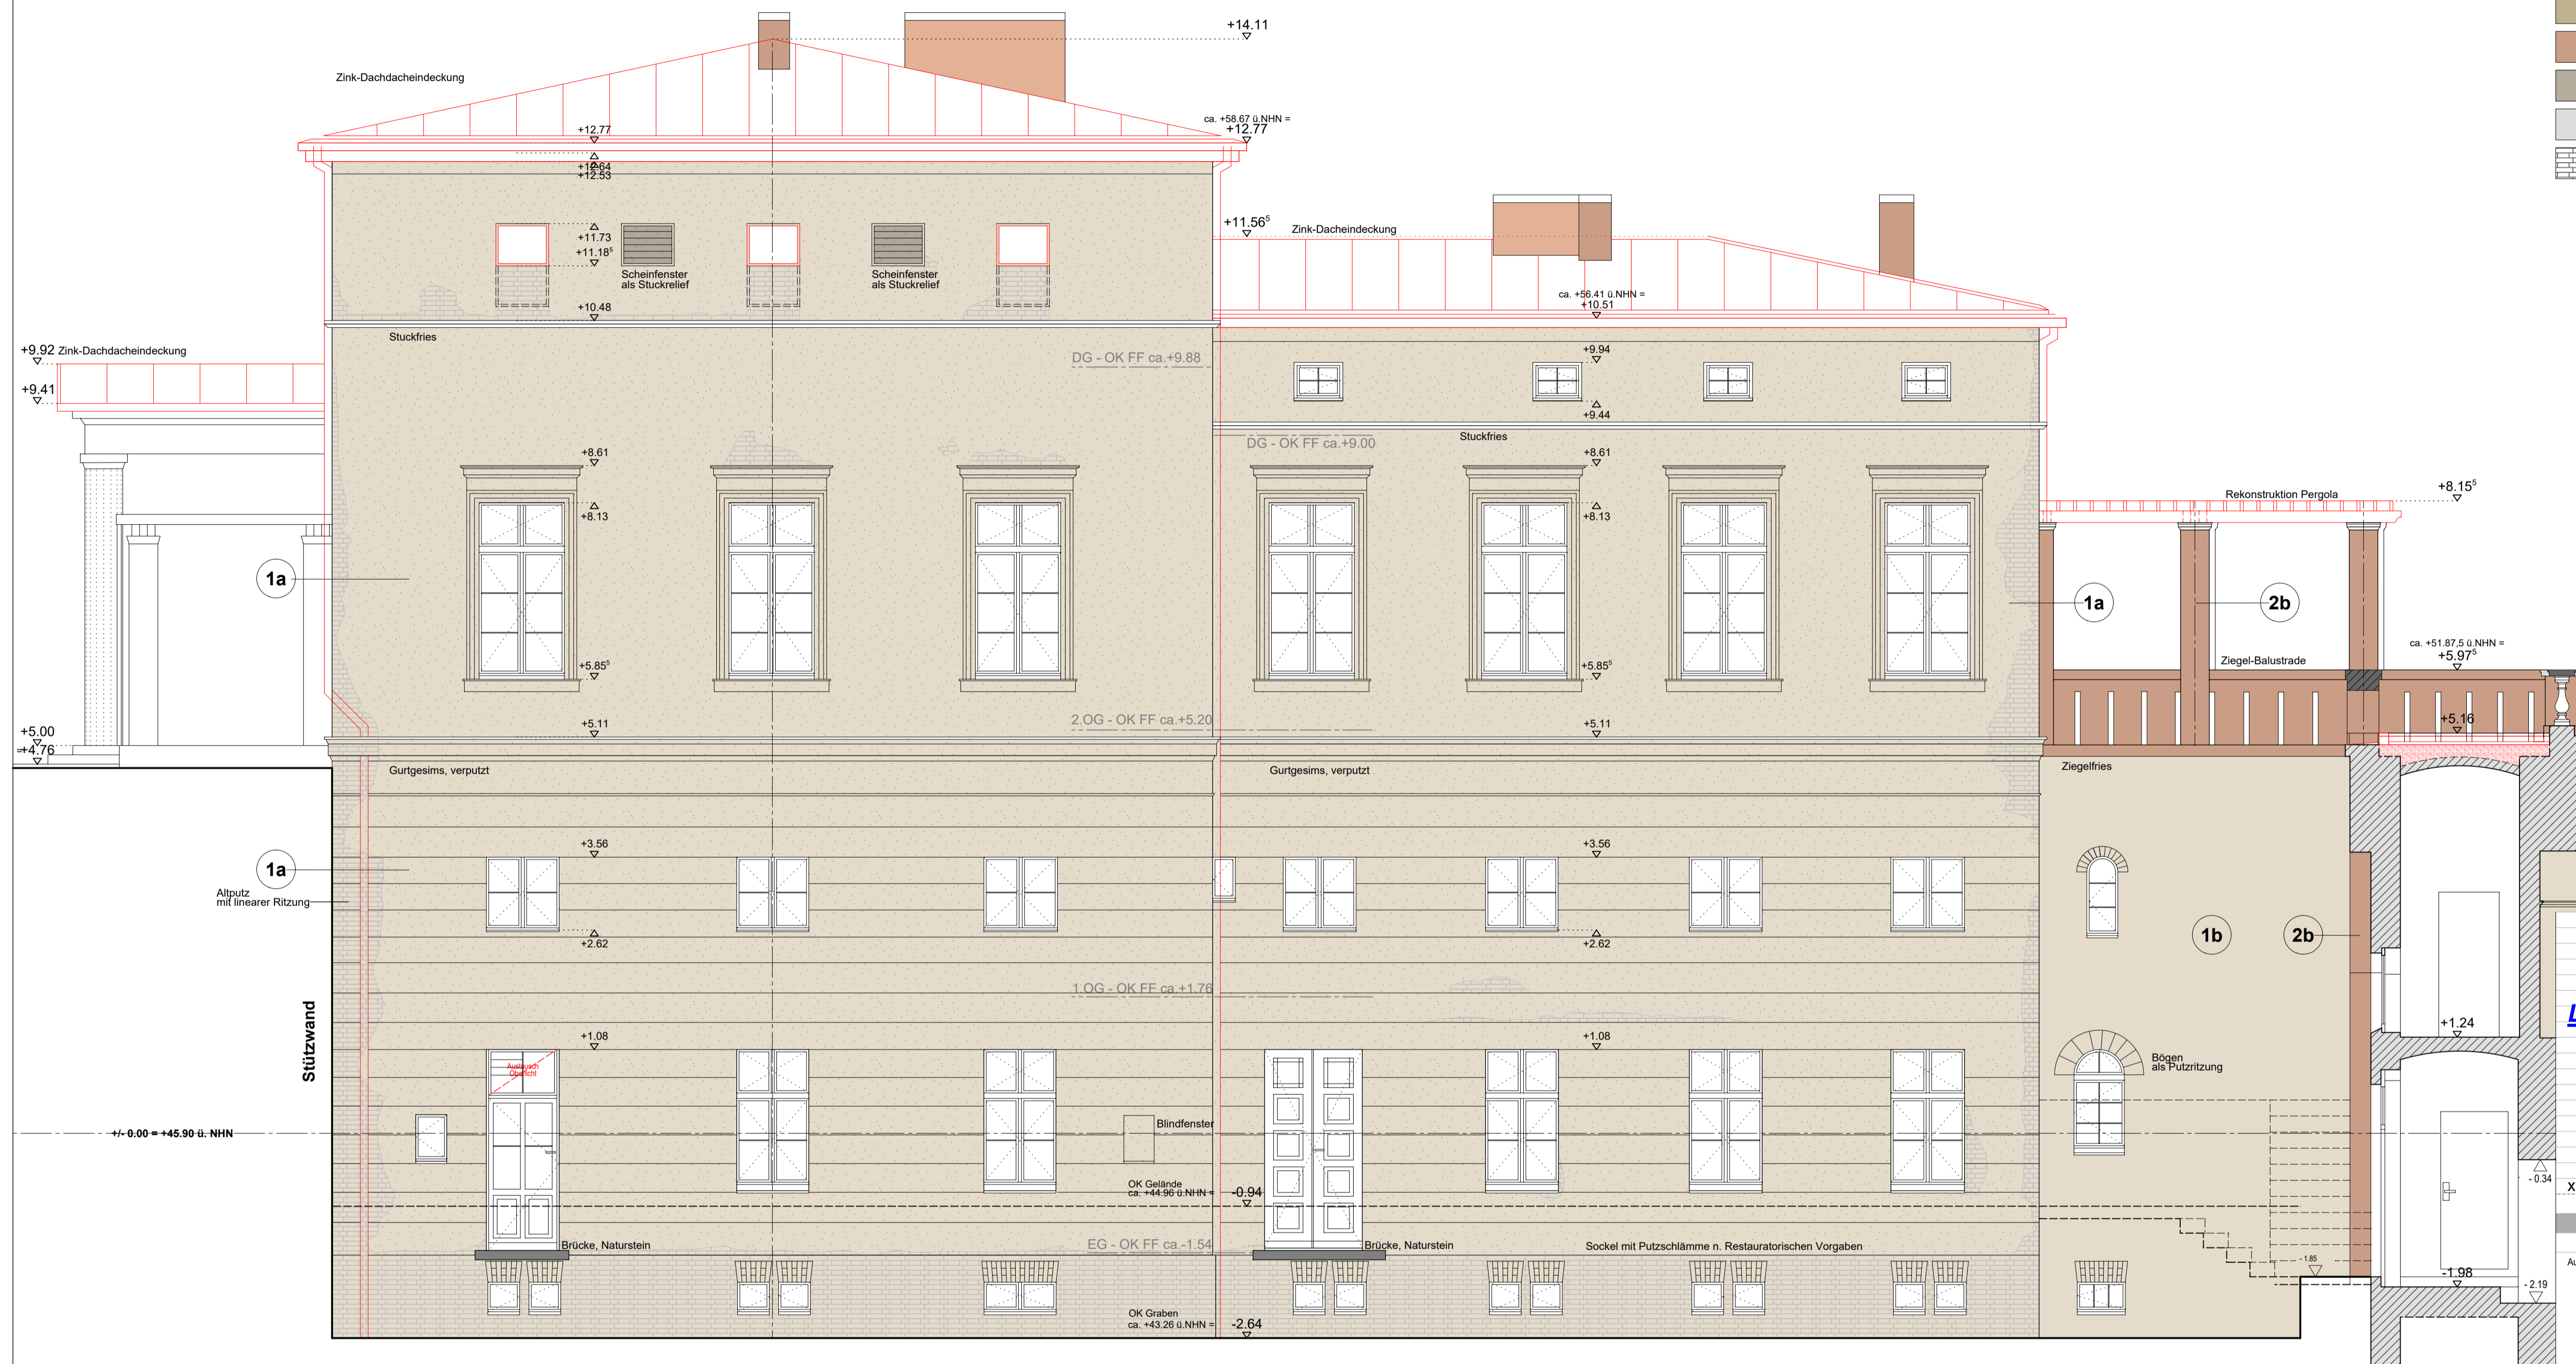 +14.11
Zink-Dachdacheindeckung
+12.77
ca. +58.67 ü.NHN =
+12.77
+12.64
+12.53
+11.73
+11.18⁵
Scheinfenster
als Stuckrelief
Scheinfenster
als Stuckrelief
+11.56⁵
Zink-Dacheindeckung
ca. +56.41 ü.NHN =
+10.51
+10.48
Stuckfries
+9.92
Zink-Dachdacheindeckung
+9.41
DG - OK FF ca.+9.88
+9.94
+9.44
DG - OK FF ca.+9.00
Stuckfries
+8.61
+8.13
+8.61
+8.13
Rekonstruktion Pergola
+8.15⁵
1a
1a
2b
+5.85⁵
+5.85⁵
ca. +51.87,5 ü.NHN =
+5.97⁵
Ziegel-Balustrade
+5.00
+4.76
+5.11
2.OG - OK FF ca.+5.20
+5.11
+5.16
Gurtgesims, verputzt
Gurtgesims, verputzt
Ziegelfries
+3.56
+3.56
1a
Altputz
mit linearer Ritzung
+2.62
+2.62
1b
2b
1.OG - OK FF ca.+1.76
Stützwand
+1.08
+1.08
+1.24
Austausch
Oberlicht
Bögen
als Putzritzung
Blindfenster
+/- 0.00 = +45.90 ü. NHN
OK Gelände
ca. +44.96 ü.NHN =
-0.94
- 0.34
X
Brücke, Naturstein
EG - OK FF ca.-1.54
Brücke, Naturstein
Sockel mit Putzschlämme n. Restauratorischen Vorgaben
- 1.85
-1.98
- 2.19
Au
OK Graben
ca. +43.26 ü.NHN =
-2.64